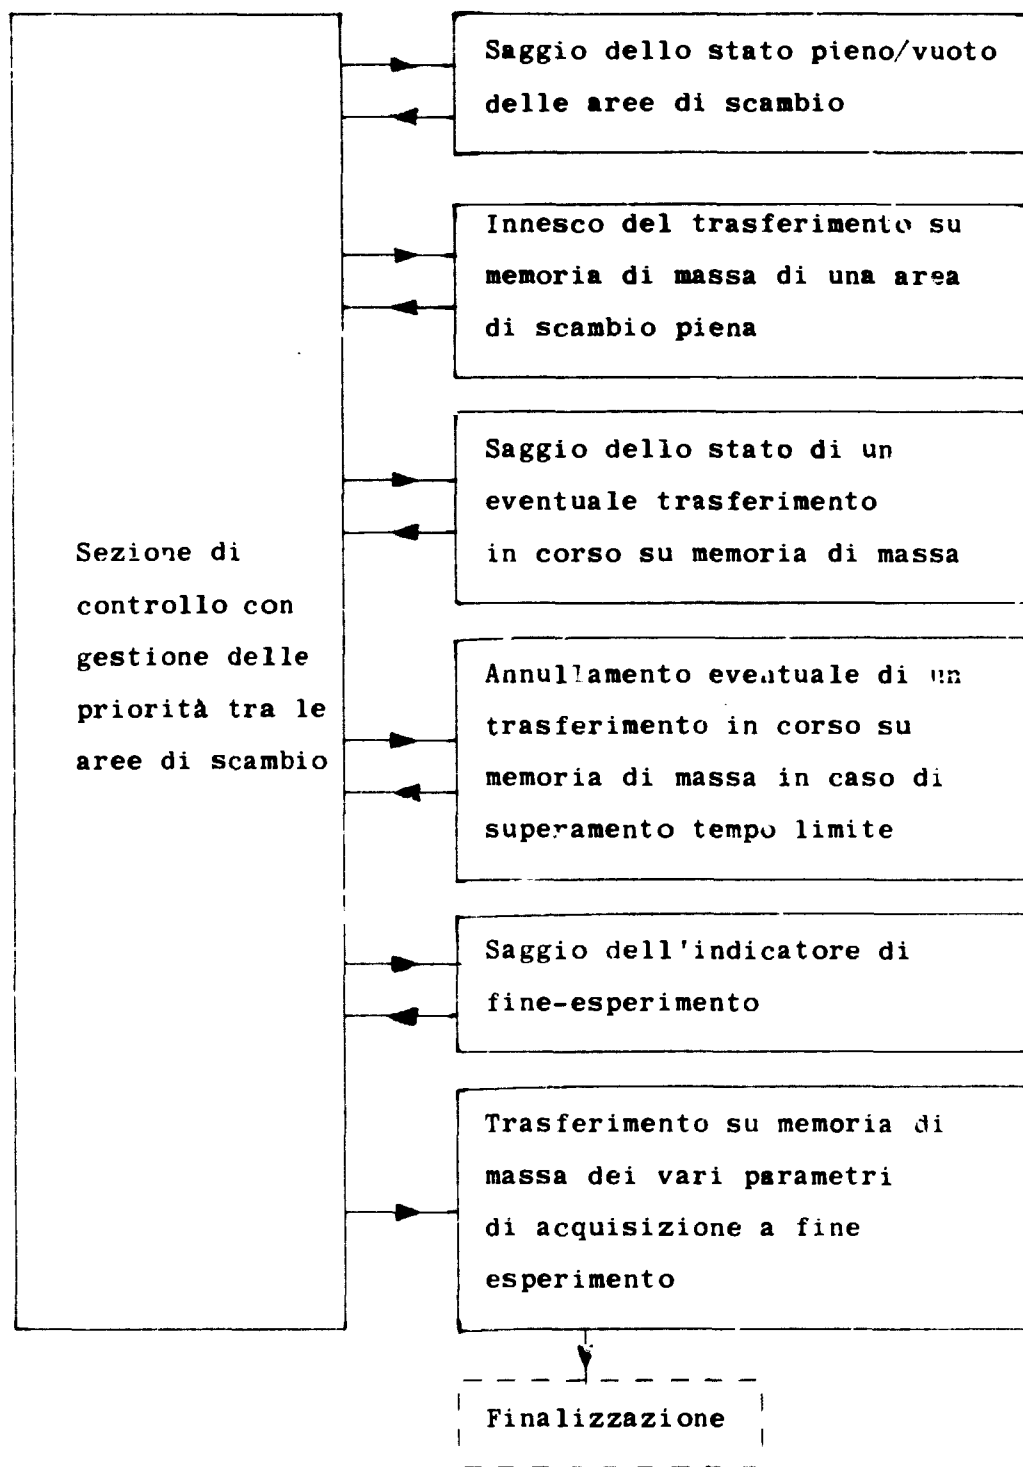 Saggio dello stato pieno/vuoto
delle aree di scambio
Innesco del trasferimento su
memoria di massa di una area
di scambio piena
Saggio dello stato di un
eventuale trasferimento
in corso su memoria di massa
Sezione di
controllo con
gestione delle
priorità tra le
aree di scambio
Annullamento eventuale di un
trasferimento in corso su
memoria di massa in caso di
superamento tempo limite
Saggio dell'indicatore di
fine-esperimento
Trasferimento su memoria di
massa dei vari parametri
di acquisizione a fine
esperimento
Finalizzazione